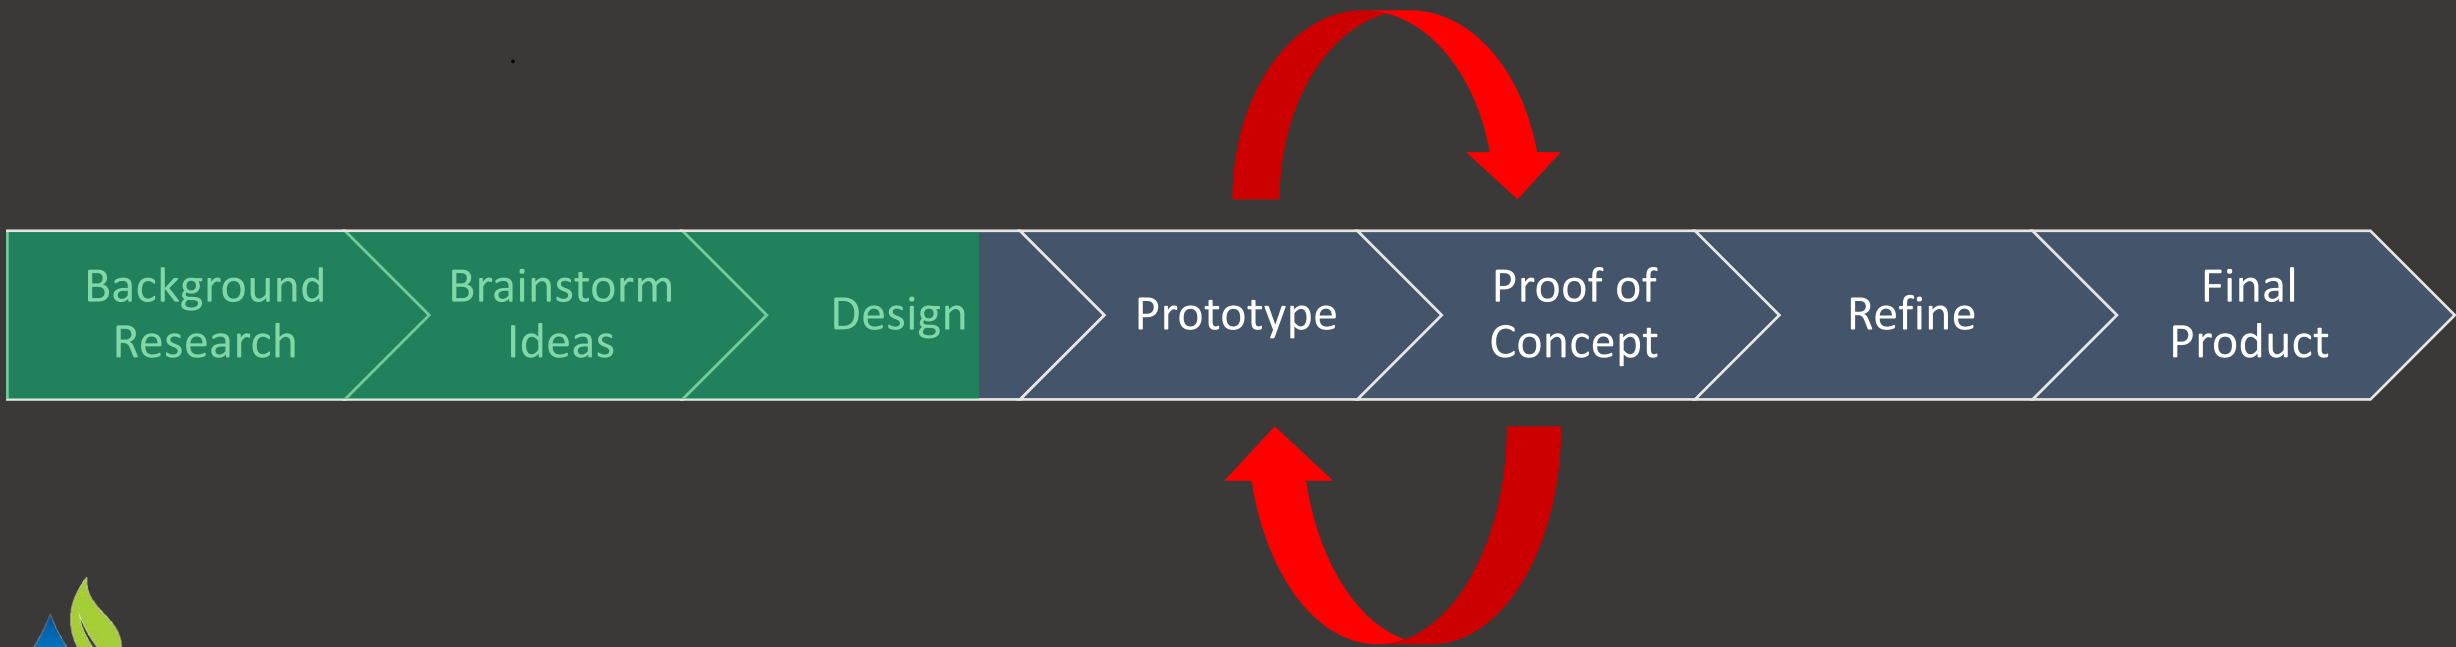 Background
Research
Brainstorm
Ideas
Design
Prototype
Proof of
Concept
Refine
Final
Product